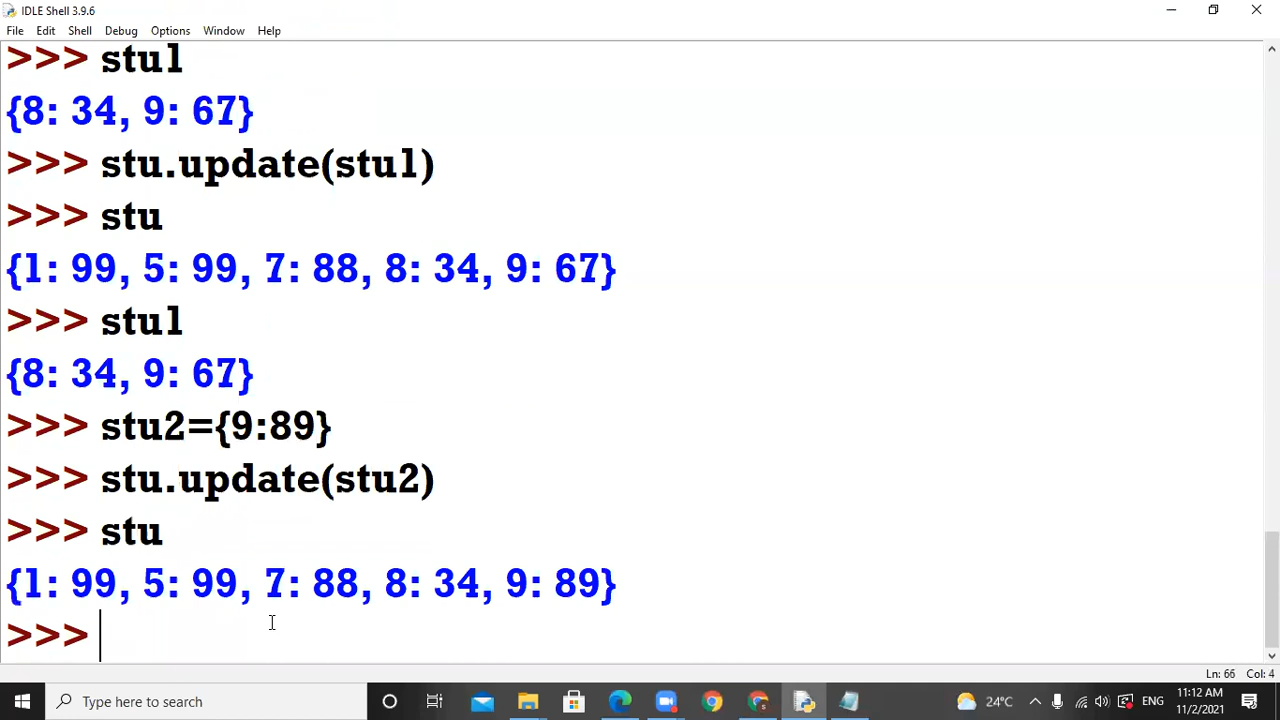 IDLE Shell 3.9.6
File Edit Shell Debug Options Window Help
>>> stu1
{8: 34, 9: 67}
>>> stu.update(stu1)
>>> stu
{1: 99, 5: 99, 7: 88, 8: 34, 9: 67}
>>> stu1
{8: 34, 9: 67}
>>> stu2={9:89}
>>> stu.update(stu2)
>>> stu
{1: 99, 5: 99, 7: 88, 8: 34, 9: 89}
>>>
Ln: 66 Col: 4
Type here to search
24°C
ENG
11:12 AM
11/2/2021